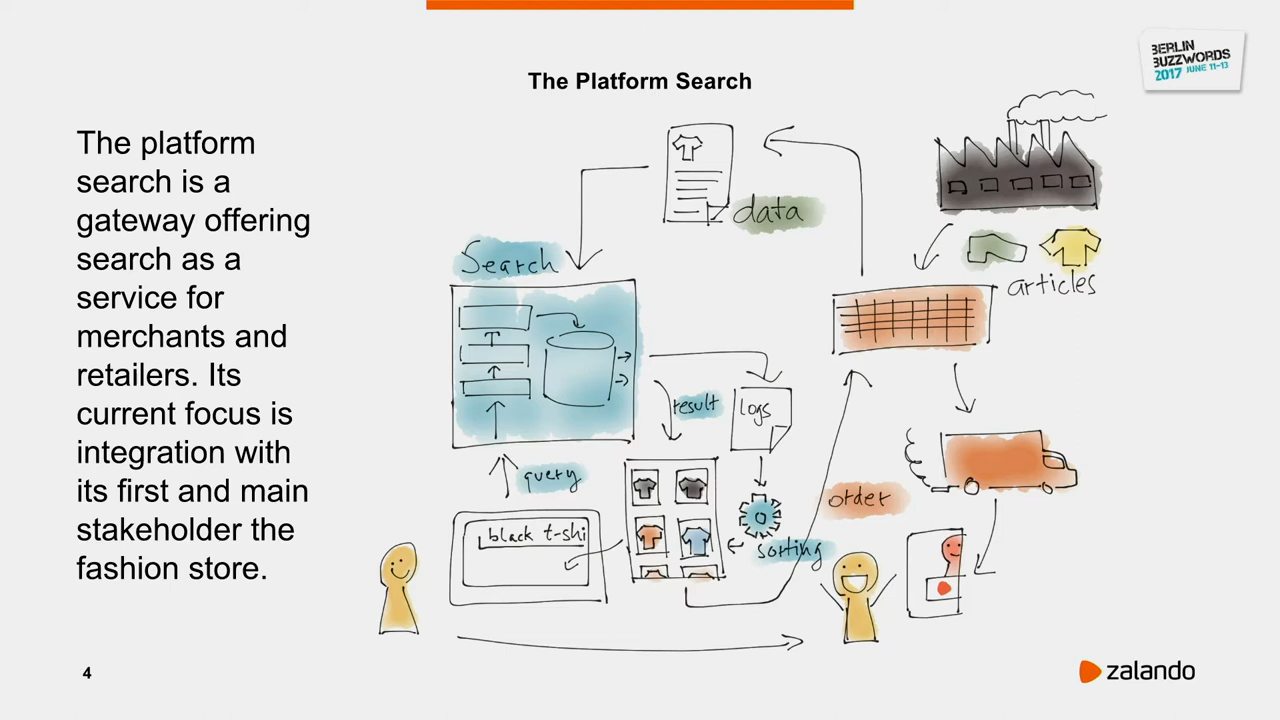 BERLIN
BUZZWORDS
2017 JUNE 11-13
The Platform Search
The platform
search is a
gateway offering
search as a
service for
merchants and
retailers. Its
current focus is
integration with
its first and main
stakeholder the
fashion store.
data
Search
articles
result
logs
query
order
black t-shi
sorting
4
zalando